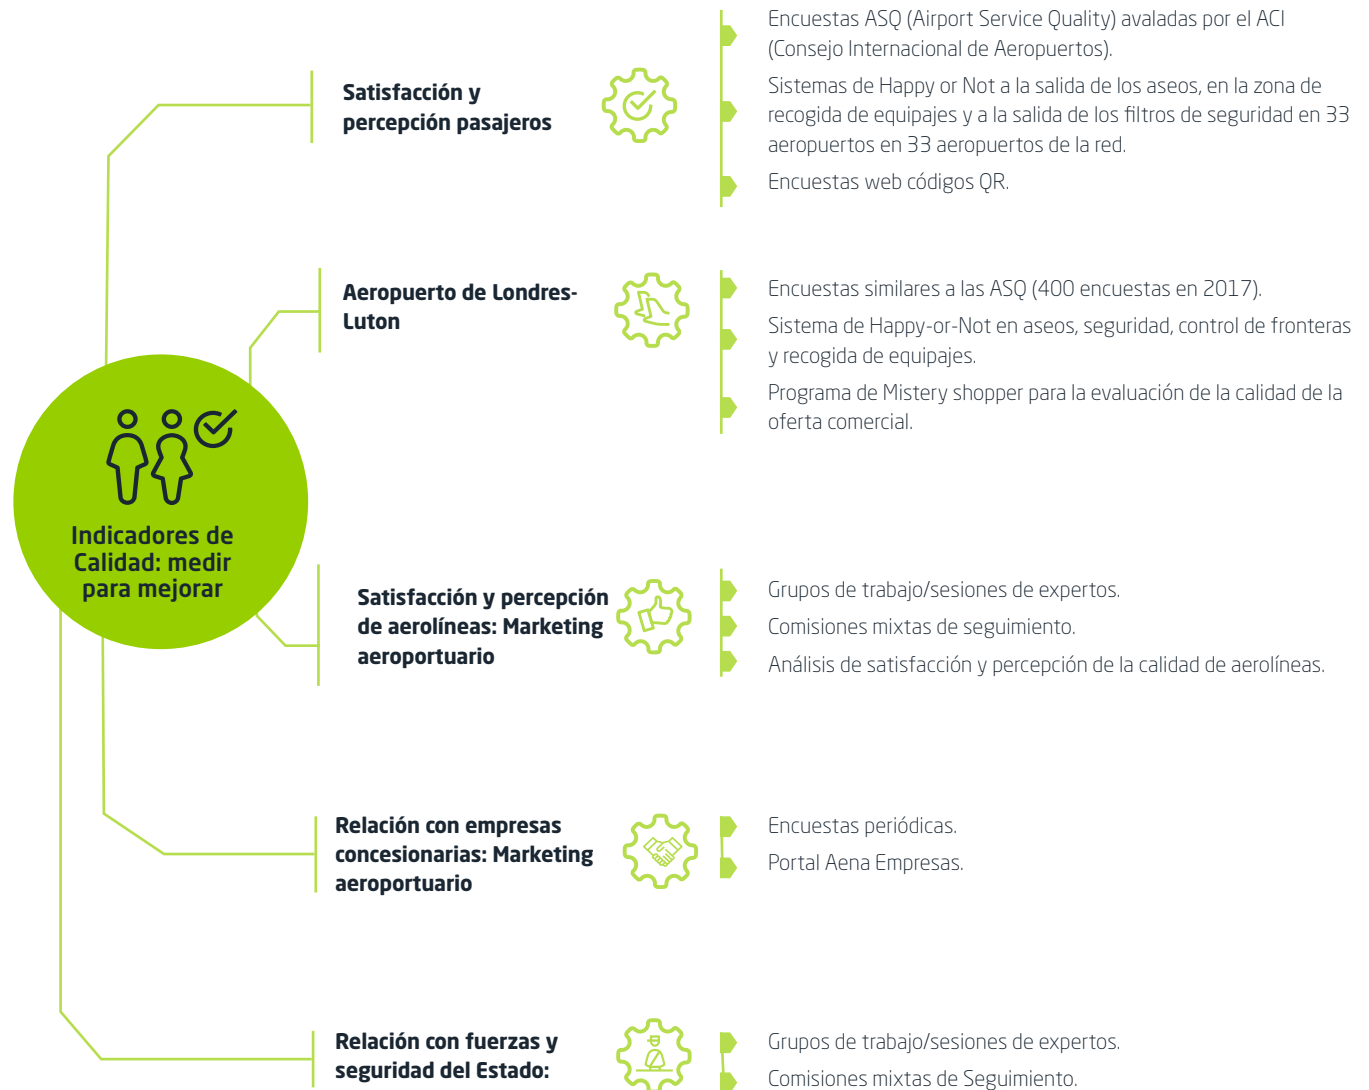 Encuestas ASQ (Airport Service Quality) avaladas por el ACI
(Consejo Internacional de Aeropuertos).
Satisfacción y
percepción pasajeros
Sistemas de Happy or Not a la salida de los aseos, en la zona de
recogida de equipajes y a la salida de los filtros de seguridad en 33
aeropuertos en 33 aeropuertos de la red.
Encuestas web códigos QR.
Aeropuerto de Londres-
Luton
Encuestas similares a las ASQ (400 encuestas en 2017).
Sistema de Happy-or-Not en aseos, seguridad, control de fronteras
y recogida de equipajes.
Programa de Mistery shopper para la evaluación de la calidad de la
oferta comercial.
Indicadores de
Calidad: medir
para mejorar
Satisfacción y percepción
de aerolíneas: Marketing
aeroportuario
Grupos de trabajo/sesiones de expertos.
Comisiones mixtas de seguimiento.
Análisis de satisfacción y percepción de la calidad de aerolíneas.
Relación con empresas
concesionarias: Marketing
aeroportuario
Encuestas periódicas.
Portal Aena Empresas.
Relación con fuerzas y
seguridad del Estado:
Grupos de trabajo/sesiones de expertos.
Comisiones mixtas de Seguimiento.